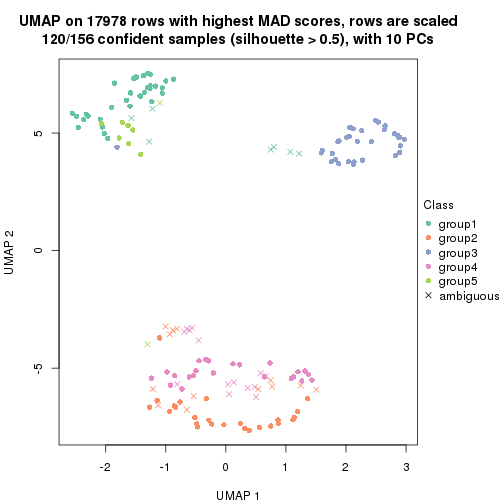 UMAP on 17978 rows with highest MAD scores, rows are scaled
120/156 confident samples (silhouette > 0.5), with 10 PCs
5
0
-5
UMAP 2
-2
-1
0
1
2
3
UMAP 1
Class
group1
group2
group3
group4
group5
ambiguous